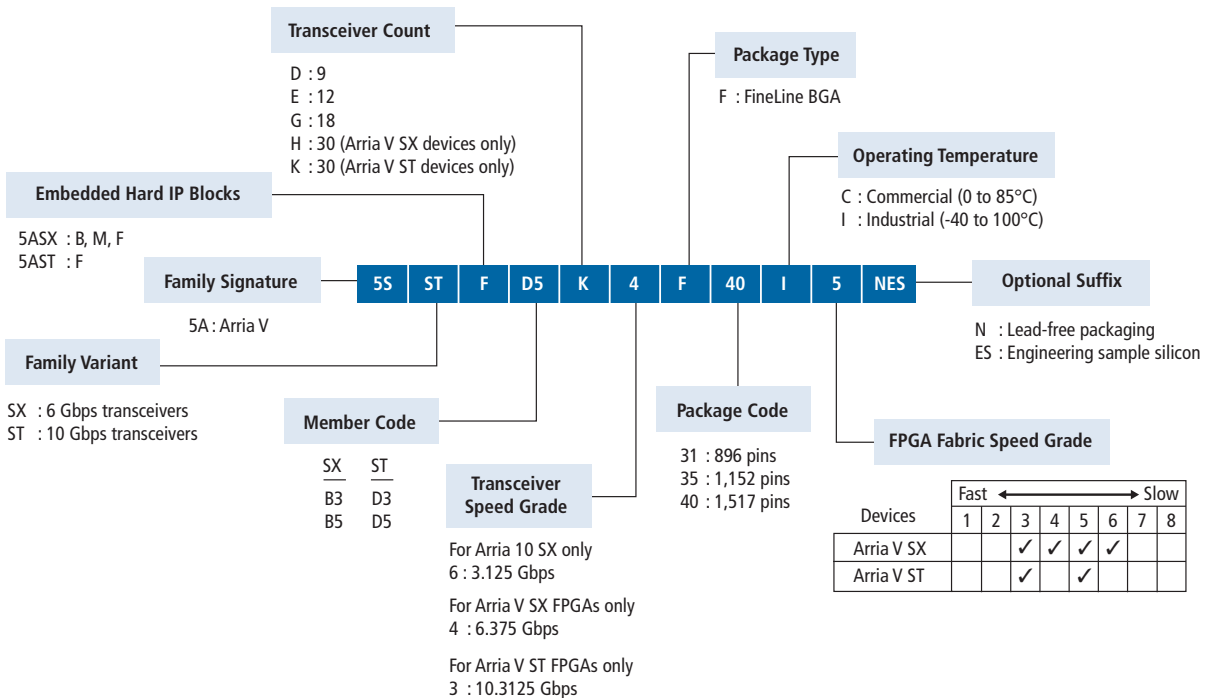 Transceiver Count
D : 9
E : 12
G : 18
H : 30 (Arria V SX devices only)
K : 30 (Arria V ST devices only)
Package Type
F : FineLine BGA
Operating Temperature
C : Commercial (0 to 85°C)
I : Industrial (-40 to 100°C)
Embedded Hard IP Blocks
5ASX : B, M, F
5AST : F
Family Signature
5A : Arria V
5S ST F D5 K 4 F 40 I 5 NES
Optional Suffix
N : Lead-free packaging
ES : Engineering sample silicon
Family Variant
SX : 6 Gbps transceivers
ST : 10 Gbps transceivers
Member Code
SX ST
B3 D3
B5 D5
Transceiver
Speed Grade
For Arria 10 SX only
6 : 3.125 Gbps
For Arria V SX FPGAs only
4 : 6.375 Gbps
For Arria V ST FPGAs only
3 : 10.3125 Gbps
Package Code
31 : 896 pins
35 : 1,152 pins
40 : 1,517 pins
FPGA Fabric Speed Grade
Fast Slow
Devices 1 2 3 4 5 6 7 8
Arria V SX ✓ ✓ ✓ ✓
Arria V ST ✓ ✓